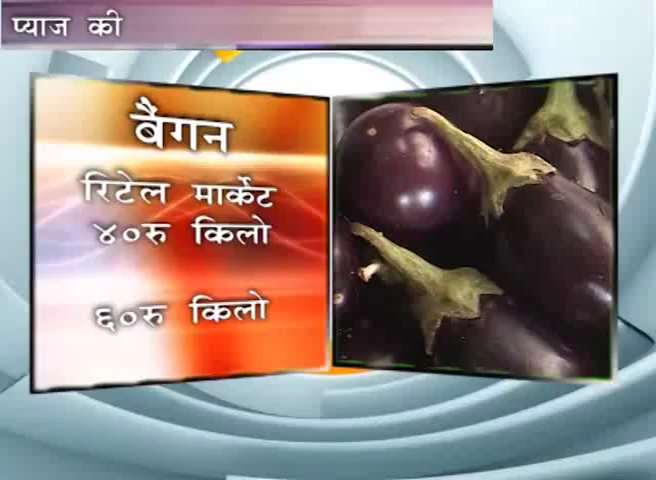 प्याज की
बैंगन
रिटेल मार्केट
४०रु किलो
६०रु किलो